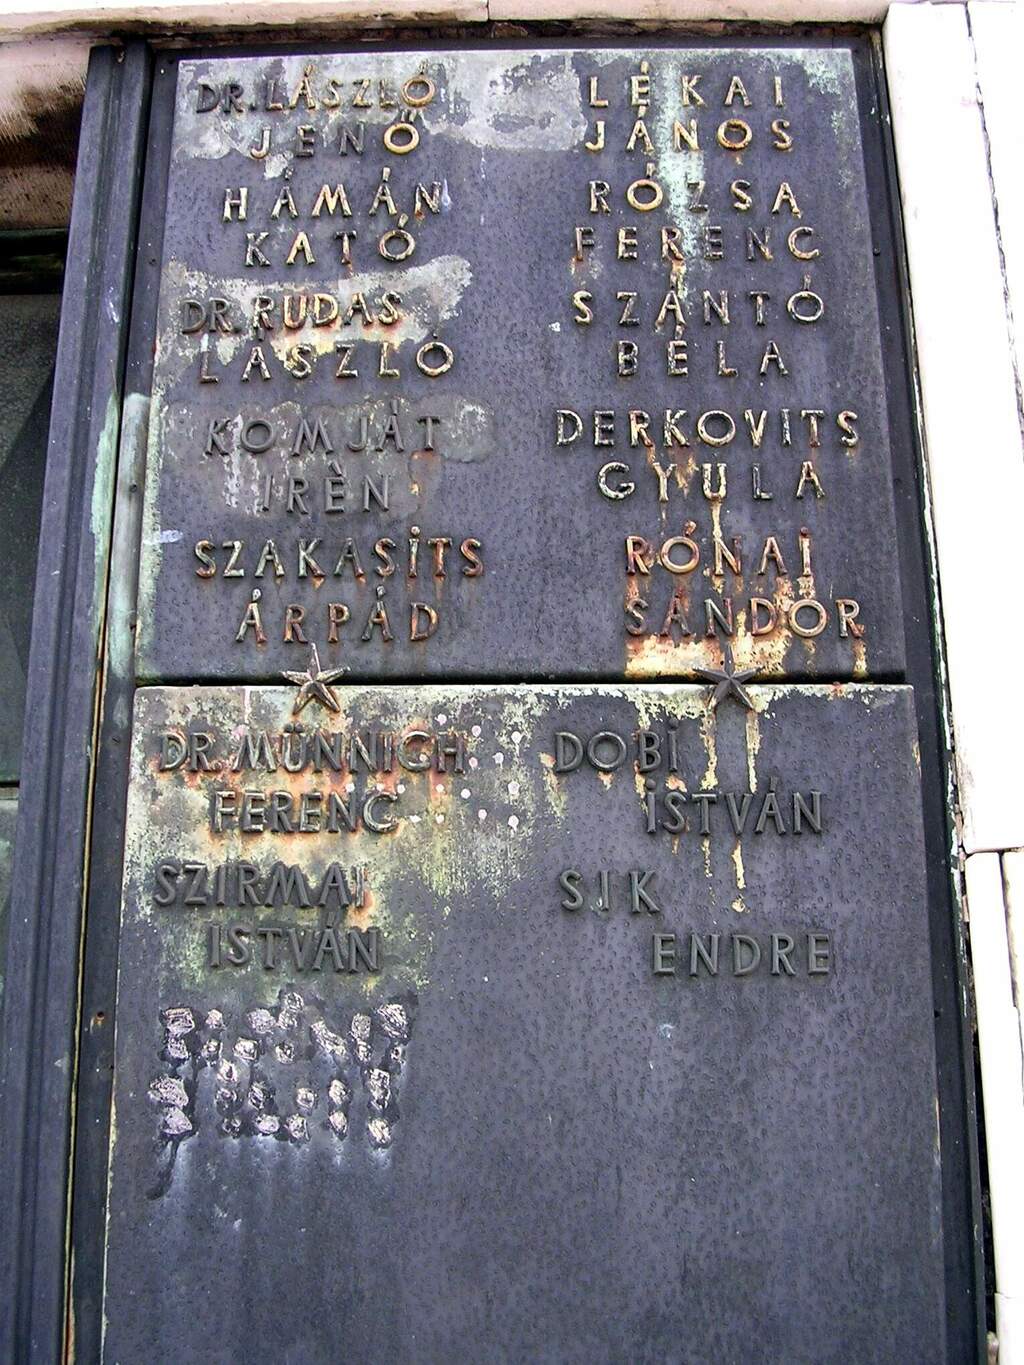 DR. LÁSZLÓ
JENŐ
HÁMÁN
KATÓ
DR. RUDAS
LÁSZLÓ
KOMJÁT
IRÈN
SZAKASITS
ÁRPÁD
LÉKAI
JÁNOS
RÓZSA
FERENC
SZÁNTÓ
BÉLA
DERKOVITS
GYULA
RÓNAI
SÁNDOR
DR. MÜNNICH
FERENC
SZIRMAI
ISTVÁN
DOBI
ISTVÁN
SIK
ENDRE